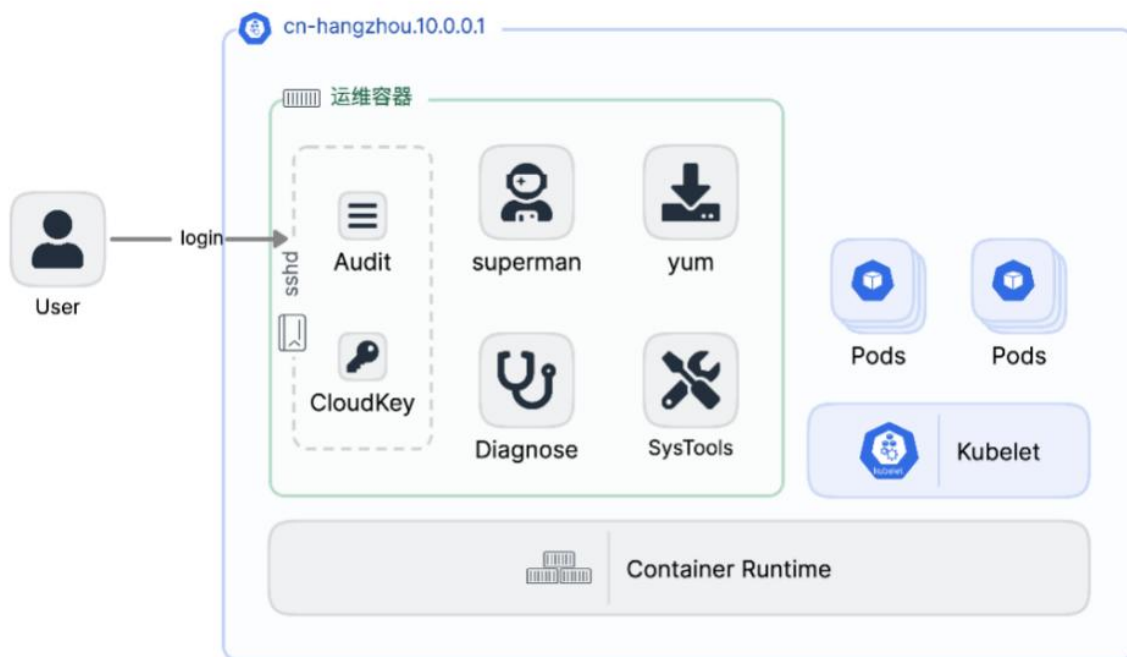 cn-hangzhou.10.0.0.1
运维容器
User
login
sshd
Audit
superman
yum
CloudKey
Diagnose
SysTools
Pods
Pods
kubelet
Kubelet
Container Runtime